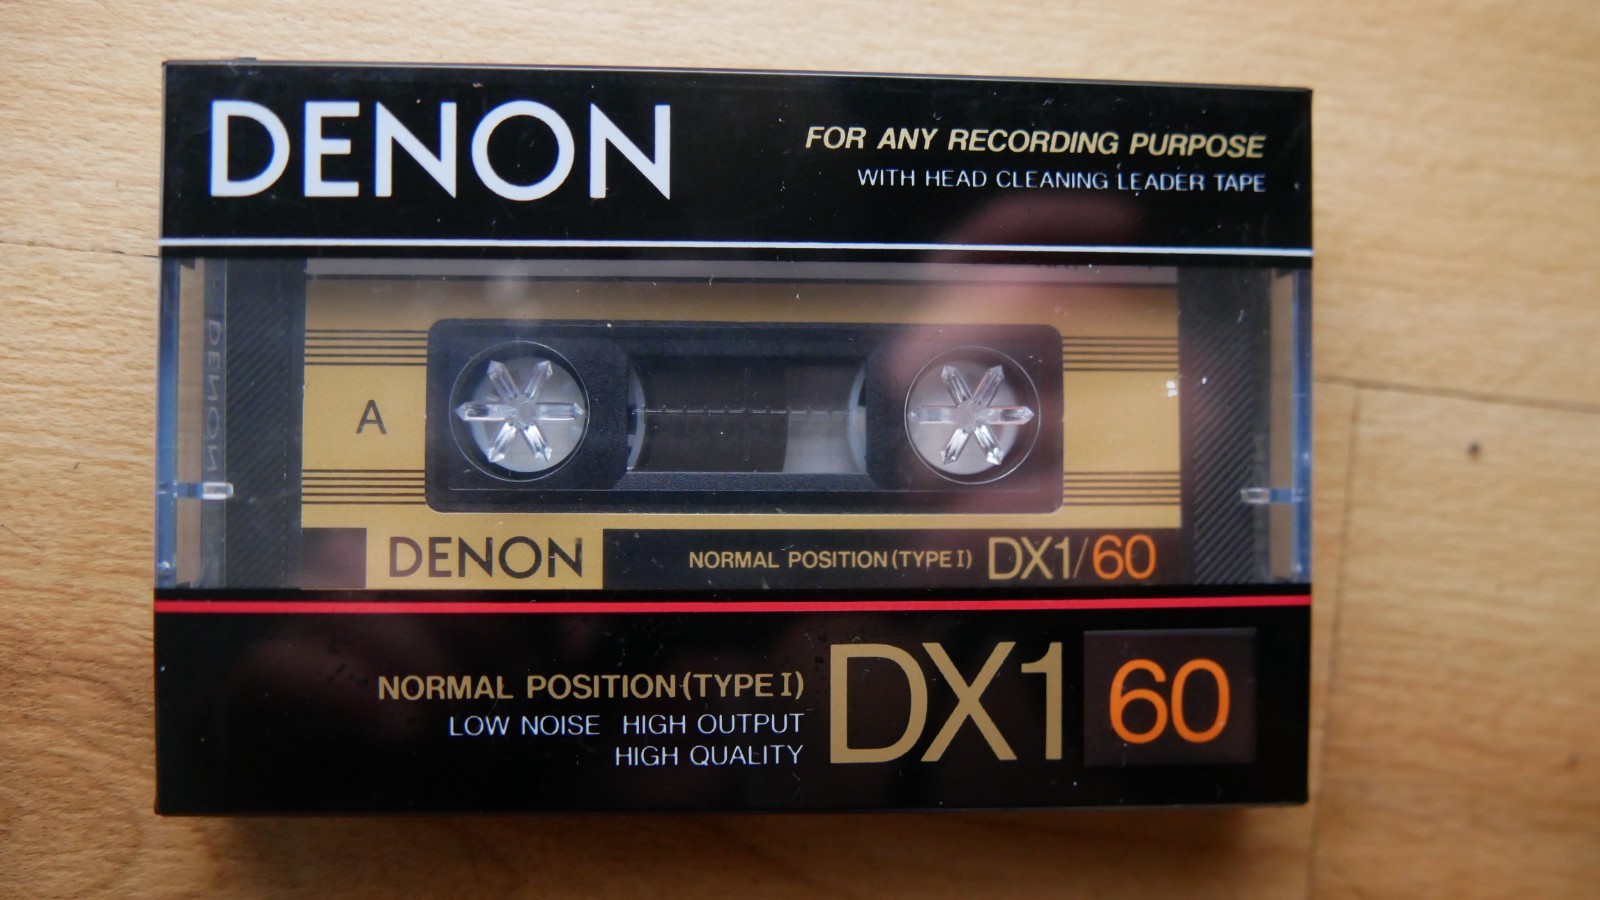 DENON
FOR ANY RECORDING PURPOSE
WITH HEAD CLEANING LEADER TAPE
DENON
A
DENON
NORMAL POSITION (TYPE I) DX1/60
NORMAL POSITION (TYPE I)
LOW NOISE HIGH OUTPUT
HIGH QUALITY
DX1 60